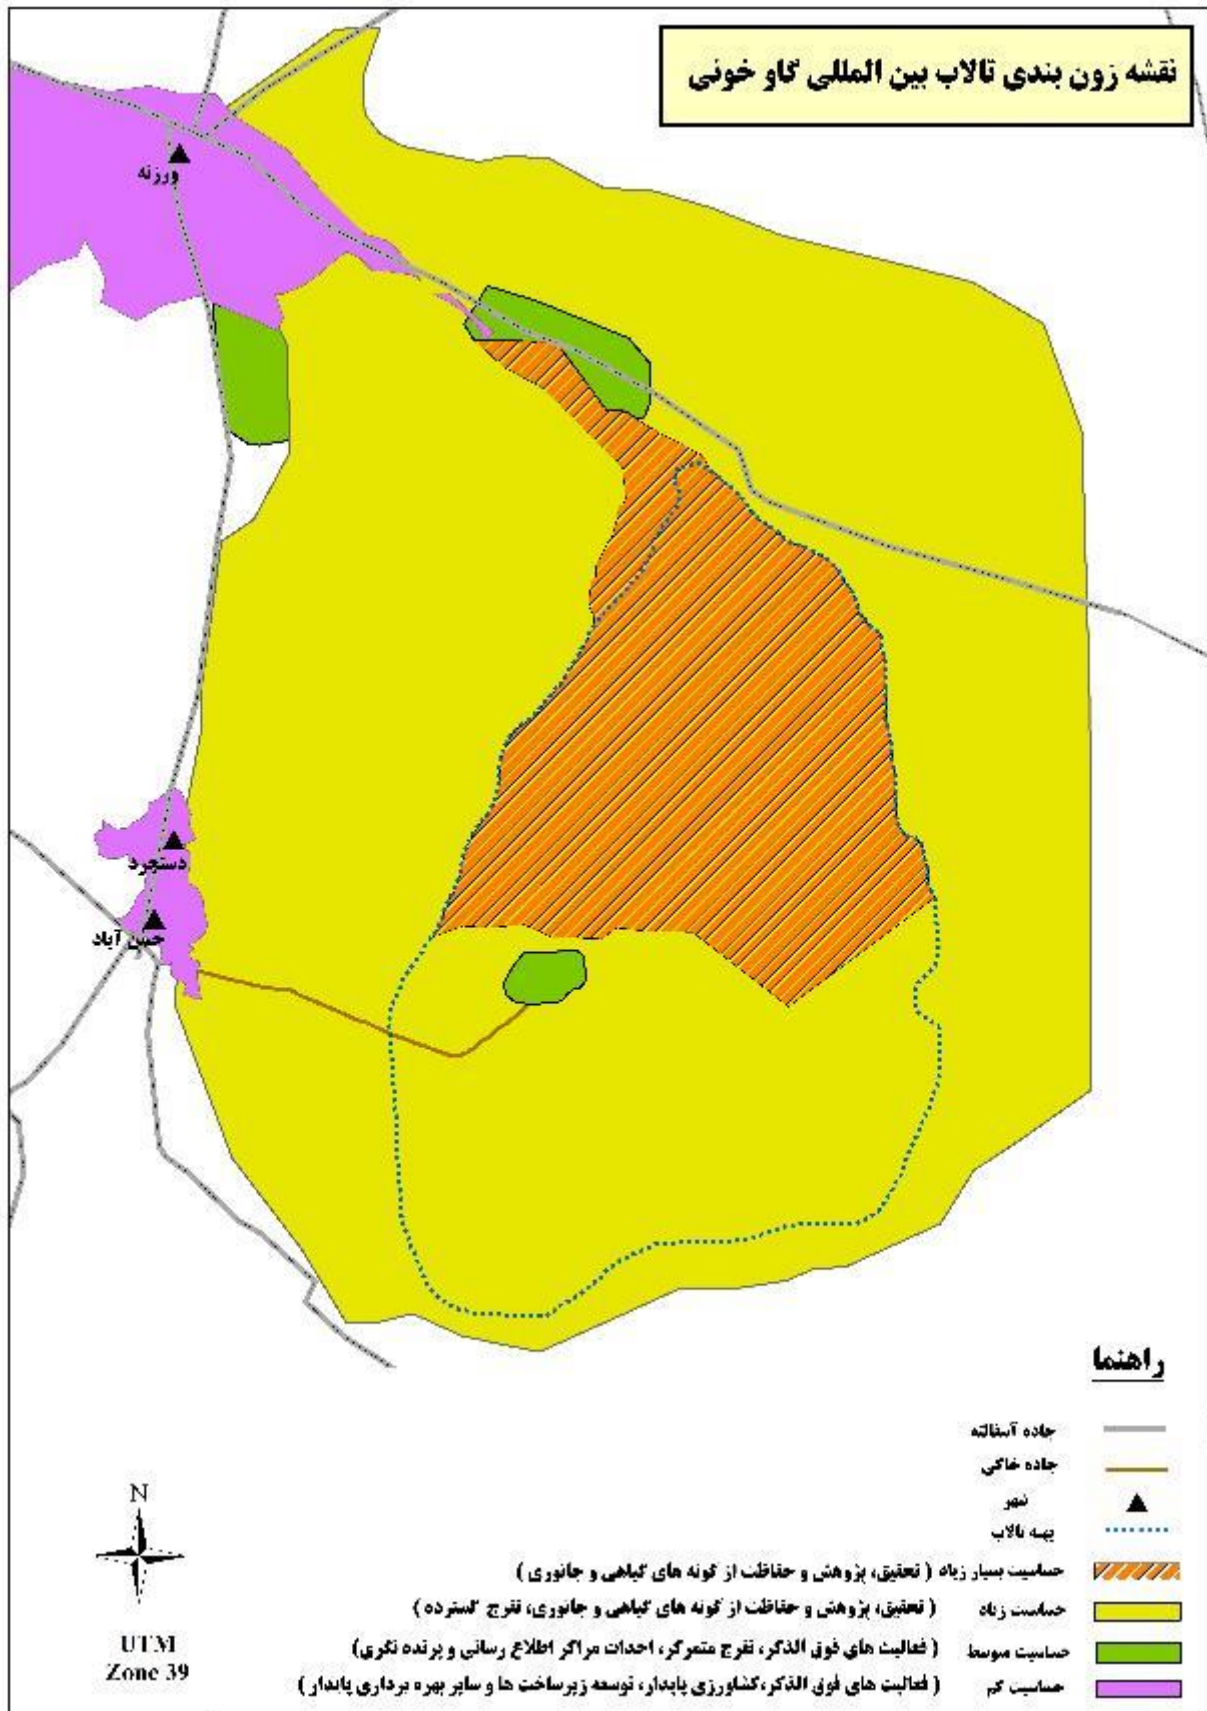 نقشه زون بندی تالاب بین المللی گاو خونی
ورزنه
دستجرد
حسن آباد
راهنما
جاده آسفالته
جاده خاکی
شهر
پهنه تالاب
حساسیت بسیار زیاد ( تحقیق، پژوهش و حفاظت از گونه های گیاهی و جانوری )
حساسیت زیاد ( تحقیق، پژوهش و حفاظت از گونه های گیاهی و جانوری، تفرج گسترده )
حساسیت متوسط ( فعالیت های فوق الذکر، تفرج متمرکز، احداث مراکز اطلاع رسانی و پرنده نگری )
حساسیت کم ( فعالیت های فوق الذکر،کشاورزی پایدار، توسعه زیرساخت ها و سایر بهره برداری پایدار )
N
UTM
Zone 39